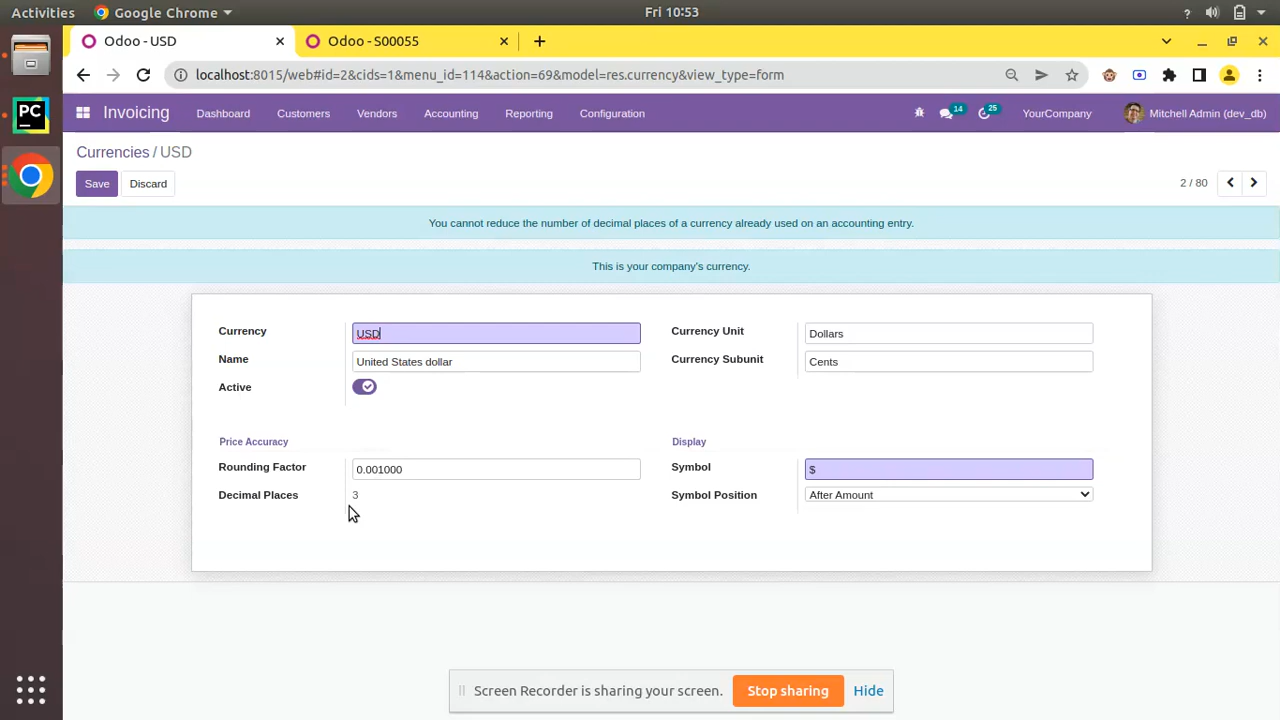 Activities Google Chrome Fri 10:53 ?
Odoo - USD Odoo - S00055
localhost:8015/web#id=2&cids=1&menu_id=114&action=69&model=res.currency&view_type=form
PC
Invoicing Dashboard Customers Vendors Accounting Reporting Configuration 14 25 YourCompany Mitchell Admin (dev_db)
Currencies / USD
Save Discard 2 / 80
You cannot reduce the number of decimal places of a currency already used on an accounting entry.
This is your company's currency.
Currency USD Currency Unit Dollars
Name United States dollar Currency Subunit Cents
Active
Price Accuracy Display
Rounding Factor 0.001000 Symbol $
Decimal Places 3 Symbol Position After Amount
Screen Recorder is sharing your screen. Stop sharing Hide